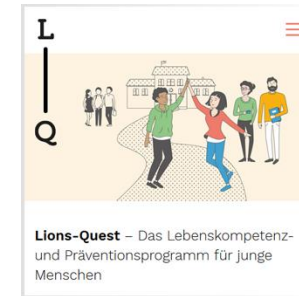 L
Q
Lions-Quest – Das Lebenskompetenz-
und Präventionsprogramm für junge
Menschen